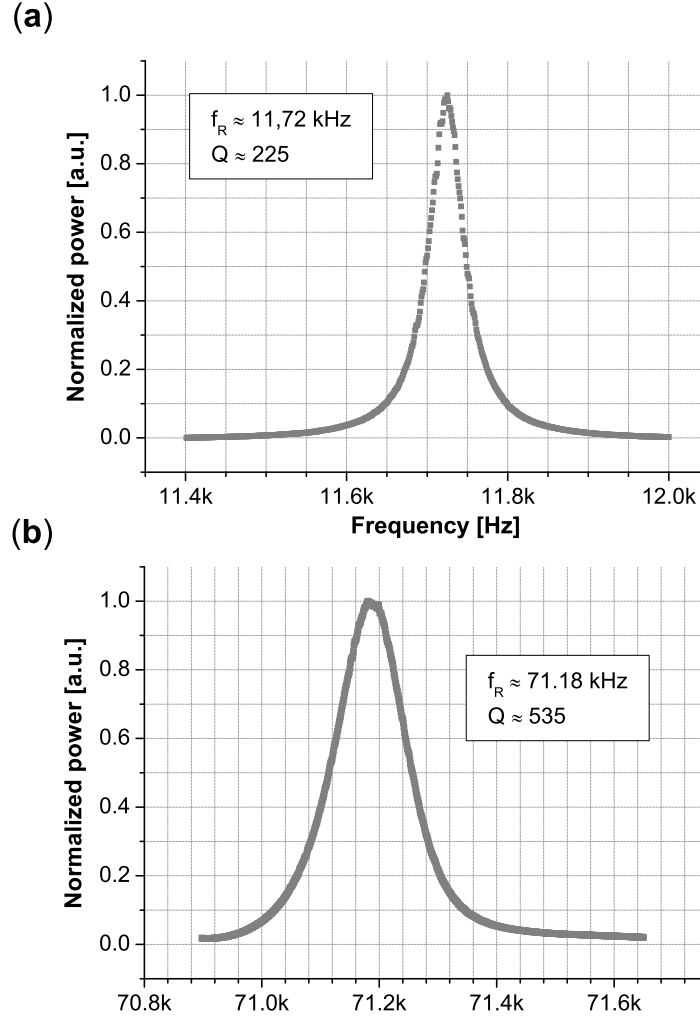 (a)
Normalized power [a.u.]
1.0
0.8
0.6
0.4
0.2
0.0
f_R ≈ 11,72 kHz
Q ≈ 225
11.4k 11.6k 11.8k 12.0k
Frequency [Hz]
(b)
Normalized power [a.u.]
1.0
0.8
0.6
0.4
0.2
0.0
f_R ≈ 71.18 kHz
Q ≈ 535
70.8k 71.0k 71.2k 71.4k 71.6k